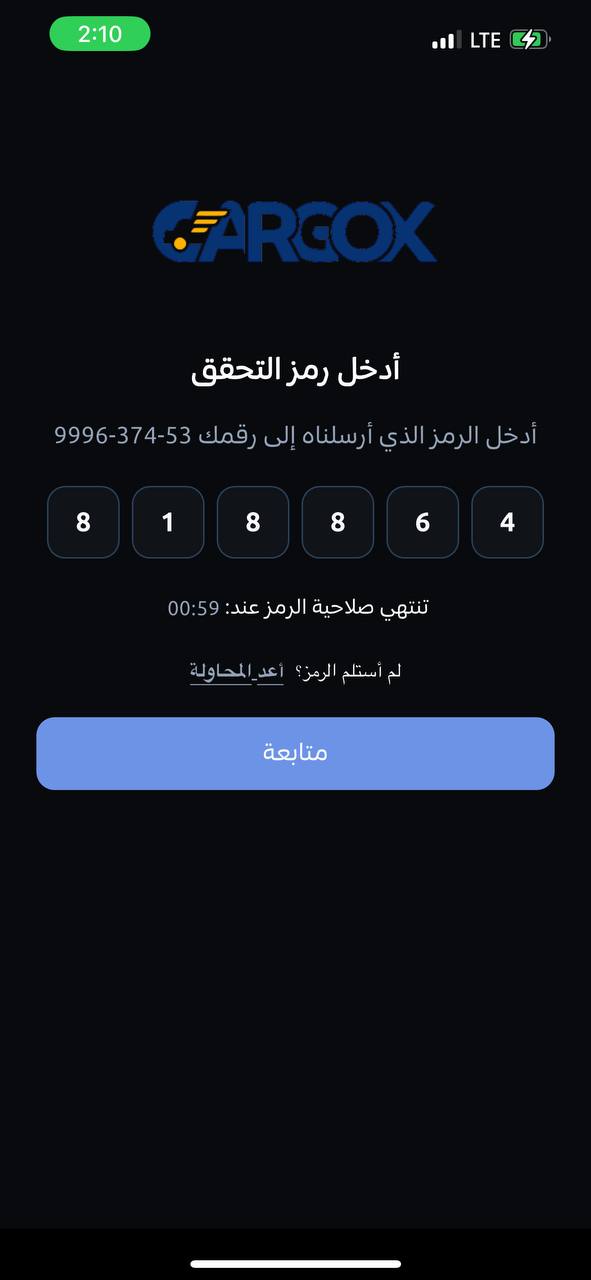 2:10 LTE
CARGOX
أدخل رمز التحقق
أدخل الرمز الذي أرسلناه إلى رقمك 53-374-9996
8 1 8 8 6 4
تنتهي صلاحية الرمز عند: 00:59
لم أستلم الرمز؟ أعد المحاولة
متابعة